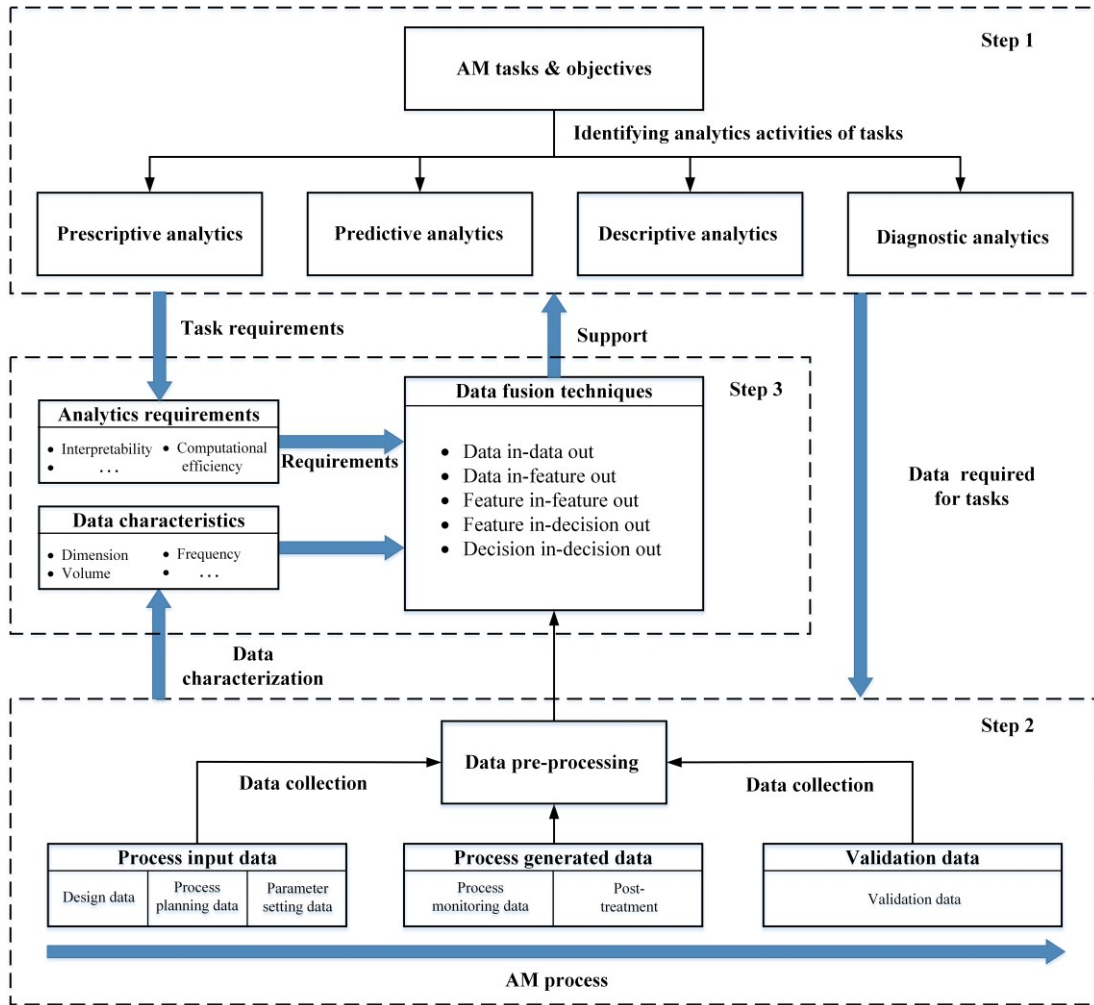 Step 1
AM tasks & objectives
Identifying analytics activities of tasks
Prescriptive analytics
Predictive analytics
Descriptive analytics
Diagnostic analytics
Task requirements
Support
Step 3
Analytics requirements
• Interpretability
• Computational
efficiency
• …
Requirements
Data fusion techniques
• Data in-data out
• Data in-feature out
• Feature in-feature out
• Feature in-decision out
• Decision in-decision out
Data required
for tasks
Data characteristics
• Dimension
• Frequency
• Volume
• …
Data
characterization
Step 2
Data pre-processing
Data collection
Data collection
Process input data
Design data
Process
planning data
Parameter
setting data
Process generated data
Process
monitoring data
Post-
treatment
Validation data
Validation data
AM process